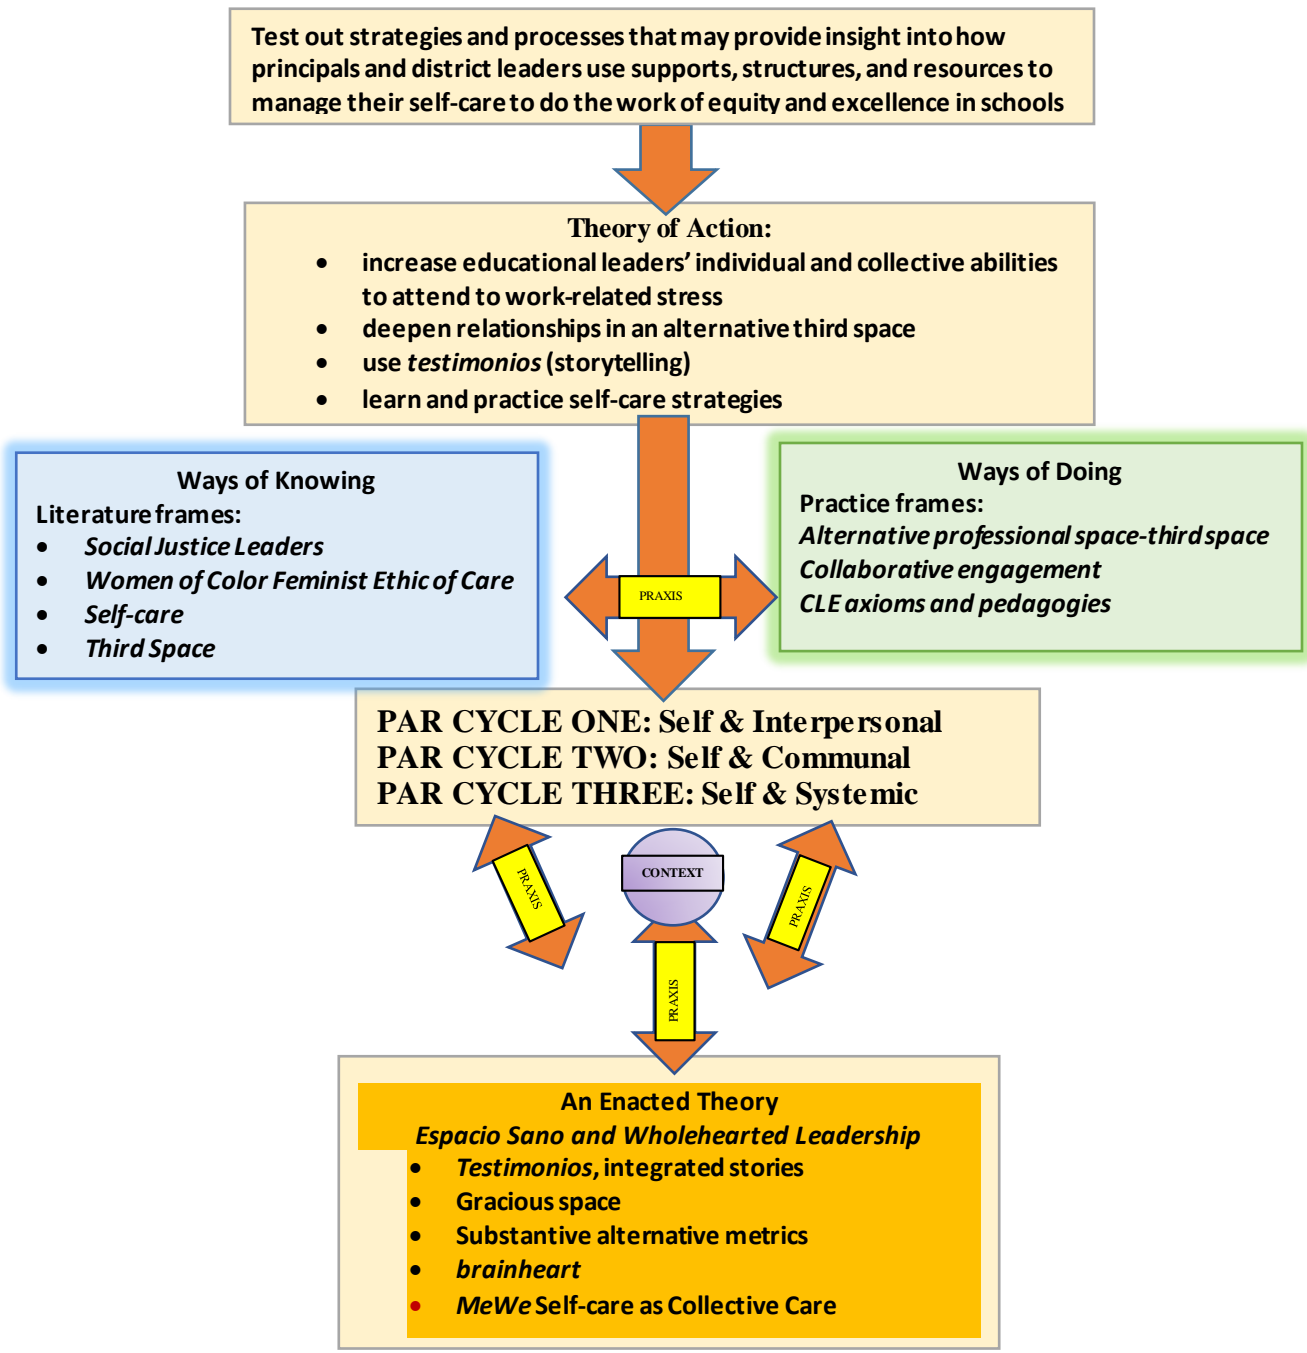 Test out strategies and processes that may provide insight into how
principals and district leaders use supports, structures, and resources to
manage their self-care to do the work of equity and excellence in schools
Theory of Action:
• increase educational leaders’ individual and collective abilities
to attend to work-related stress
• deepen relationships in an alternative third space
• use testimonios (storytelling)
• learn and practice self-care strategies
Ways of Knowing
Literature frames:
• Social Justice Leaders
• Women of Color Feminist Ethic of Care
• Self-care
• Third Space
PRAXIS
Ways of Doing
Practice frames:
Alternative professional space-third space
Collaborative engagement
CLE axioms and pedagogies
PAR CYCLE ONE: Self & Interpersonal
PAR CYCLE TWO: Self & Communal
PAR CYCLE THREE: Self & Systemic
PRAXIS
CONTEXT
PRAXIS
PRAXIS
An Enacted Theory
Espacio Sano and Wholehearted Leadership
• Testimonios, integrated stories
• Gracious space
• Substantive alternative metrics
• brainheart
• MeWe Self-care as Collective Care